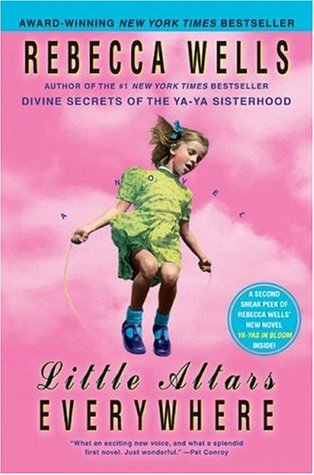 AWARD-WINNING NEW YORK TIMES BESTSELLER
REBECCA WELLS
AUTHOR OF THE #1 NEW YORK TIMES BESTSELLER
DIVINE SECRETS OF THE YA-YA SISTERHOOD
A NOVEL
A SECOND
SNEAK PEEK OF
REBECCA WELLS'
NEW NOVEL
YA-YAS IN BLOOM
INSIDE!
Little Altars
EVERYWHERE
"What an exciting new voice, and what a splendid
first novel. Just wonderful."—Pat Conroy